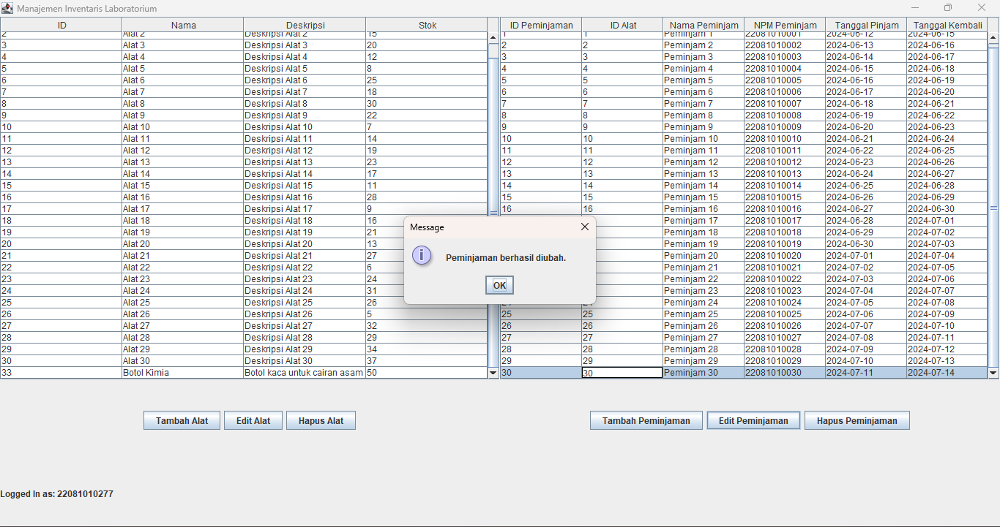 Manajemen Inventaris Laboratorium
ID Nama Deskripsi Stok
2 Alat 2 Deskripsi Alat 2 15
3 Alat 3 Deskripsi Alat 3 20
4 Alat 4 Deskripsi Alat 4 12
5 Alat 5 Deskripsi Alat 5 8
6 Alat 6 Deskripsi Alat 6 25
7 Alat 7 Deskripsi Alat 7 18
8 Alat 8 Deskripsi Alat 8 30
9 Alat 9 Deskripsi Alat 9 22
10 Alat 10 Deskripsi Alat 10 7
11 Alat 11 Deskripsi Alat 11 14
12 Alat 12 Deskripsi Alat 12 19
13 Alat 13 Deskripsi Alat 13 23
14 Alat 14 Deskripsi Alat 14 17
15 Alat 15 Deskripsi Alat 15 11
16 Alat 16 Deskripsi Alat 16 28
17 Alat 17 Deskripsi Alat 17 9
18 Alat 18 Deskripsi Alat 18 16
19 Alat 19 Deskripsi Alat 19 21
20 Alat 20 Deskripsi Alat 20 13
21 Alat 21 Deskripsi Alat 21 27
22 Alat 22 Deskripsi Alat 22 6
23 Alat 23 Deskripsi Alat 23 24
24 Alat 24 Deskripsi Alat 24 31
25 Alat 25 Deskripsi Alat 25 26
26 Alat 26 Deskripsi Alat 26 5
27 Alat 27 Deskripsi Alat 27 32
28 Alat 28 Deskripsi Alat 28 29
29 Alat 29 Deskripsi Alat 29 34
30 Alat 30 Deskripsi Alat 30 37
33 Botol Kimia Botol kaca untuk cairan asam 50
ID Peminjaman ID Alat Nama Peminjam NPM Peminjam Tanggal Pinjam Tanggal Kembali
1 1 Peminjam 1 22081010001 2024-06-12 2024-06-15
2 2 Peminjam 2 22081010002 2024-06-13 2024-06-16
3 3 Peminjam 3 22081010003 2024-06-14 2024-06-17
4 4 Peminjam 4 22081010004 2024-06-15 2024-06-18
5 5 Peminjam 5 22081010005 2024-06-16 2024-06-19
6 6 Peminjam 6 22081010006 2024-06-17 2024-06-20
7 7 Peminjam 7 22081010007 2024-06-18 2024-06-21
8 8 Peminjam 8 22081010008 2024-06-19 2024-06-22
9 9 Peminjam 9 22081010009 2024-06-20 2024-06-23
10 10 Peminjam 10 22081010010 2024-06-21 2024-06-24
11 11 Peminjam 11 22081010011 2024-06-22 2024-06-25
12 12 Peminjam 12 22081010012 2024-06-23 2024-06-26
13 13 Peminjam 13 22081010013 2024-06-24 2024-06-27
14 14 Peminjam 14 22081010014 2024-06-25 2024-06-28
15 15 Peminjam 15 22081010015 2024-06-26 2024-06-29
16 16 Peminjam 16 22081010016 2024-06-27 2024-06-30
Peminjam 17 22081010017 2024-06-28 2024-07-01
Peminjam 18 22081010018 2024-06-29 2024-07-02
Peminjam 19 22081010019 2024-06-30 2024-07-03
Peminjam 20 22081010020 2024-07-01 2024-07-04
Peminjam 21 22081010021 2024-07-02 2024-07-05
Peminjam 22 22081010022 2024-07-03 2024-07-06
Peminjam 23 22081010023 2024-07-04 2024-07-07
Peminjam 24 22081010024 2024-07-05 2024-07-08
25 25 Peminjam 25 22081010025 2024-07-06 2024-07-09
26 26 Peminjam 26 22081010026 2024-07-07 2024-07-10
27 27 Peminjam 27 22081010027 2024-07-08 2024-07-11
28 28 Peminjam 28 22081010028 2024-07-09 2024-07-12
29 29 Peminjam 29 22081010029 2024-07-10 2024-07-13
30 30 Peminjam 30 22081010030 2024-07-11 2024-07-14
Message
Peminjaman berhasil diubah.
OK
Tambah Alat Edit Alat Hapus Alat
Tambah Peminjaman Edit Peminjaman Hapus Peminjaman
Logged In as: 22081010277